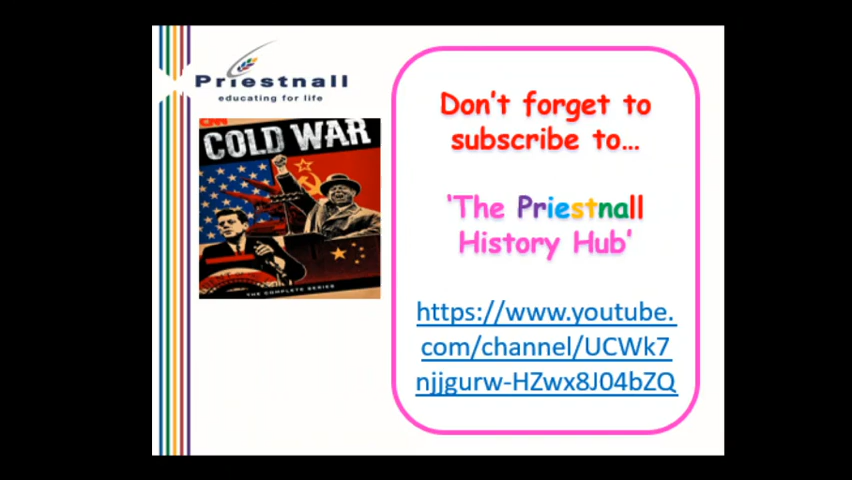 Priestnall
educating for life
CNN
COLD WAR
THE COMPLETE SERIES
Don't forget to
subscribe to...
'The Priestnall
History Hub'
https://www.youtube.
com/channel/UCWk7
njjgurw-HZwx8J04bZQ